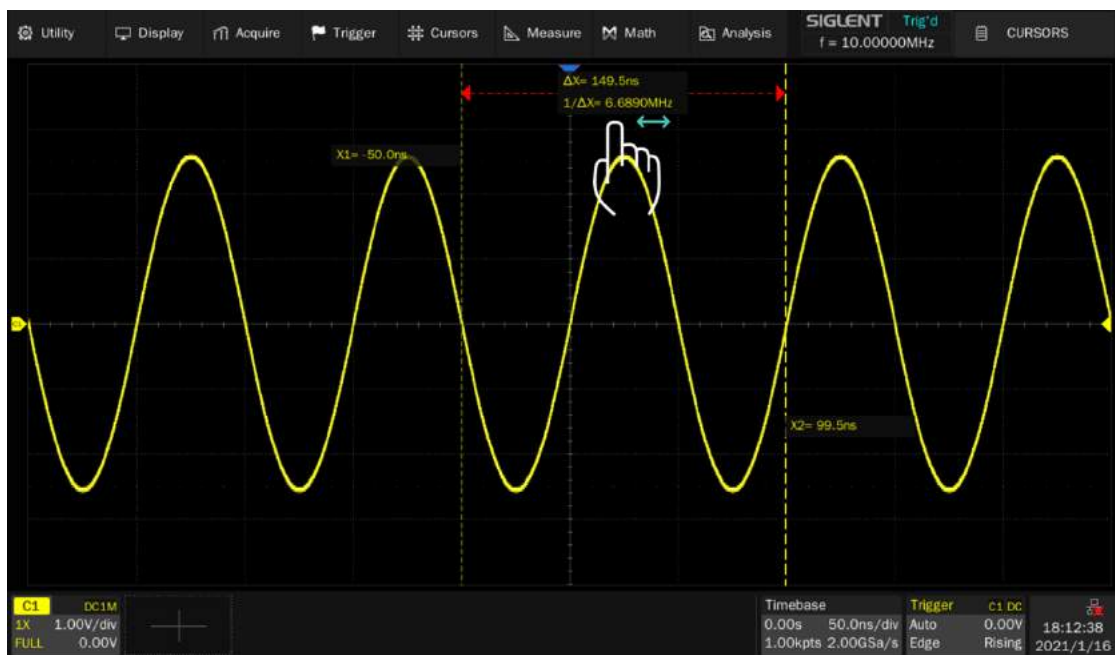 Utility Display Acquire Trigger Cursors Measure Math Analysis SIGLENT Trig'd CURSORS
f = 10.00000MHz
ΔX= 149.5ns
1/ΔX= 6.6890MHz
X1= -50.0ns
C1
X2= 99.5ns
C1 DC1M Timebase Trigger C1 DC
1X 1.00V/div 0.00s 50.0ns/div Auto 0.00V 18:12:38
FULL 0.00V 1.00kpts 2.00GSa/s Edge Rising 2021/1/16